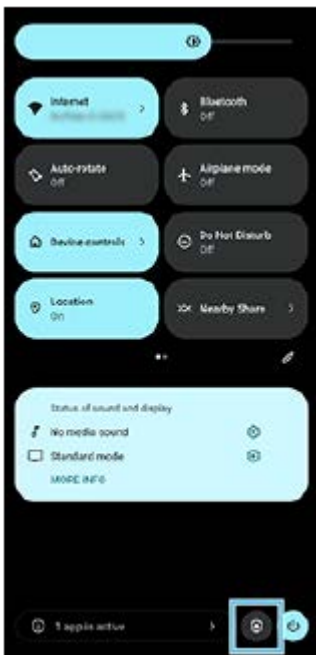 Internet
Bluetooth
Off
Auto-rotate
Off
Airplane mode
Off
Device controls
Do Not Disturb
Off
Location
On
Nearby Share
Status of sound and display
No media sound
Standard mode
MORE INFO
1 app is active